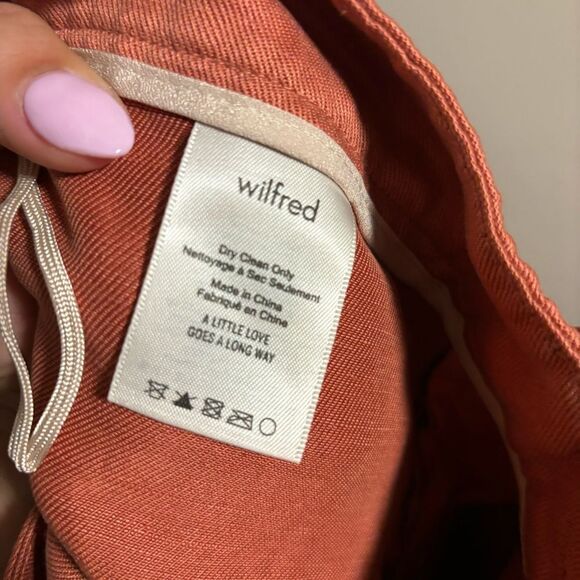 wilfred
Dry Clean Only
Nettoyage à Sec Seulement
Made in China
Fabriqué en Chine
A LITTLE LOVE
GOES A LONG WAY